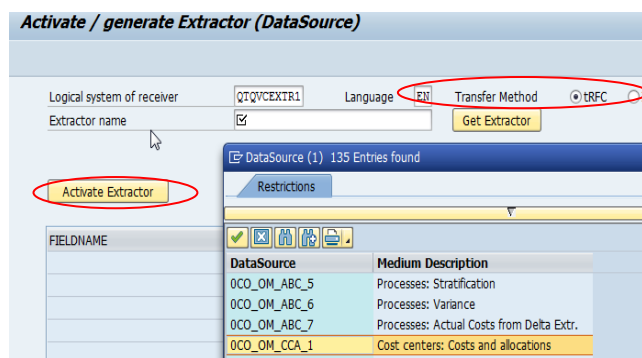 Activate / generate Extractor (DataSource)
Logical system of receiver QTQVCEXTR1 Language EN Transfer Method tRFC
Extractor name Get Extractor
DataSource (1) 135 Entries found
Restrictions
Activate Extractor
FIELDNAME
DataSource Medium Description
0CO_OM_ABC_5 Processes: Stratification
0CO_OM_ABC_6 Processes: Variance
0CO_OM_ABC_7 Processes: Actual Costs from Delta Extr.
0CO_OM_CCA_1 Cost centers: Costs and allocations